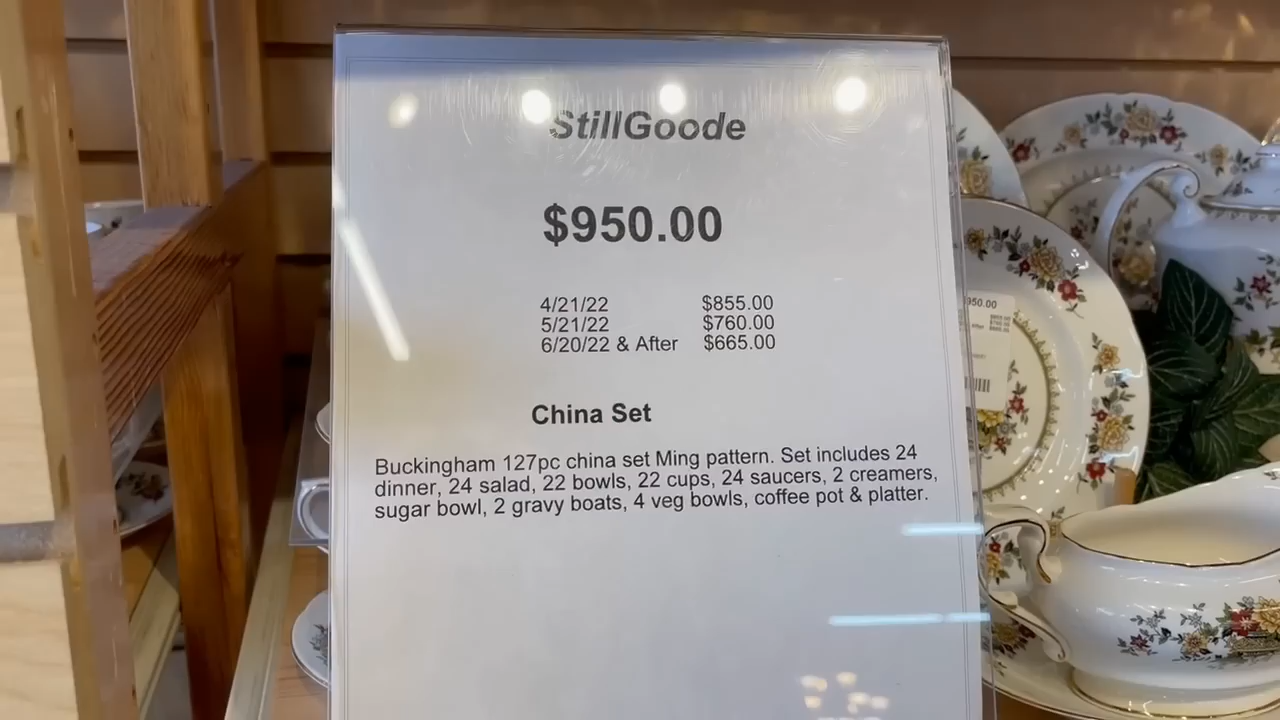 StillGoode
$950.00
4/21/22 $855.00
5/21/22 $760.00
6/20/22 & After $665.00
China Set
Buckingham 127pc china set Ming pattern. Set includes 24
dinner, 24 salad, 22 bowls, 22 cups, 24 saucers, 2 creamers,
sugar bowl, 2 gravy boats, 4 veg bowls, coffee pot & platter.
950.00